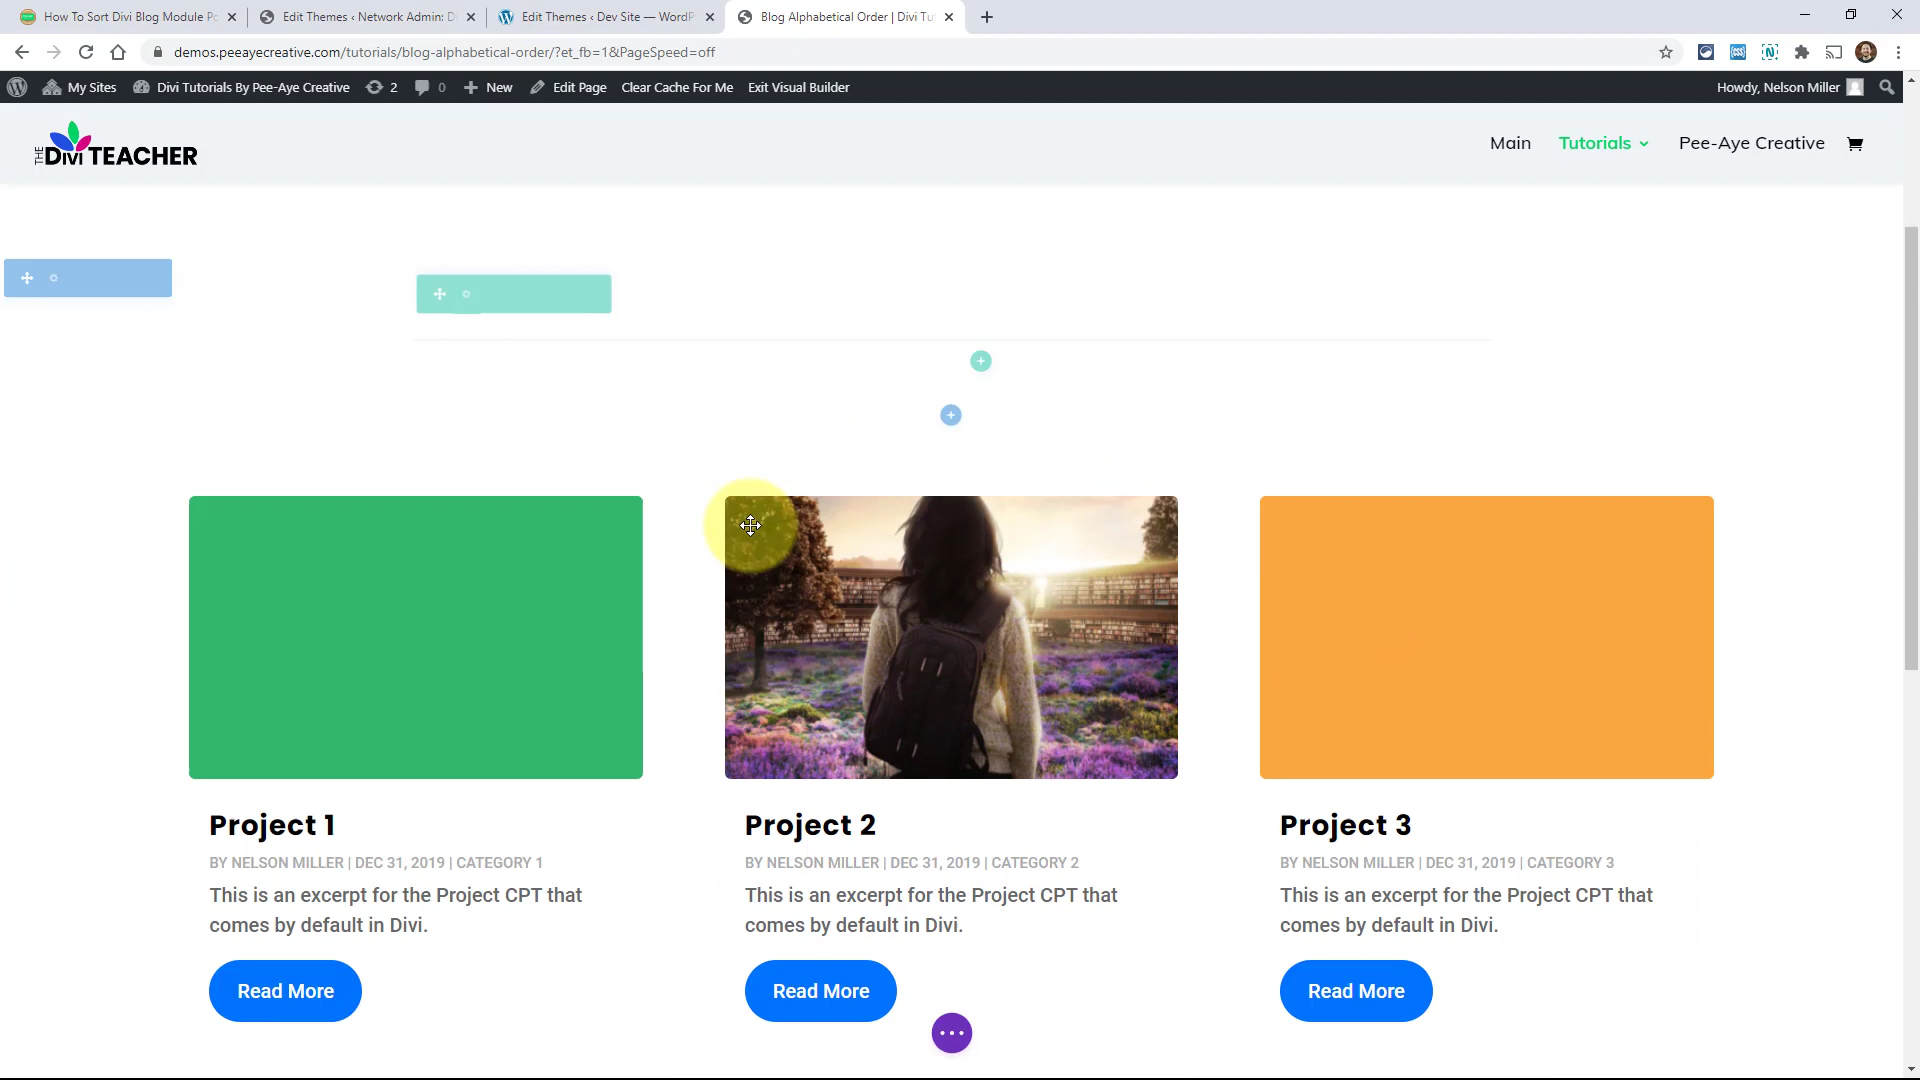 How To Sort Divi Blog Module Po
Edit Themes ‹ Network Admin: D
Edit Themes ‹ Dev Site — WordP
Blog Alphabetical Order | Divi Tu
demos.peeayecreative.com/tutorials/blog-alphabetical-order/?et_fb=1&PageSpeed=off
My Sites
Divi Tutorials By Pee-Aye Creative
2
0
New
Edit Page
Clear Cache For Me
Exit Visual Builder
Howdy, Nelson Miller
THE DIVI TEACHER
Main
Tutorials
Pee-Aye Creative
Project 1
BY NELSON MILLER | DEC 31, 2019 | CATEGORY 1
This is an excerpt for the Project CPT that
comes by default in Divi.
Read More
Project 2
BY NELSON MILLER | DEC 31, 2019 | CATEGORY 2
This is an excerpt for the Project CPT that
comes by default in Divi.
Read More
Project 3
BY NELSON MILLER | DEC 31, 2019 | CATEGORY 3
This is an excerpt for the Project CPT that
comes by default in Divi.
Read More